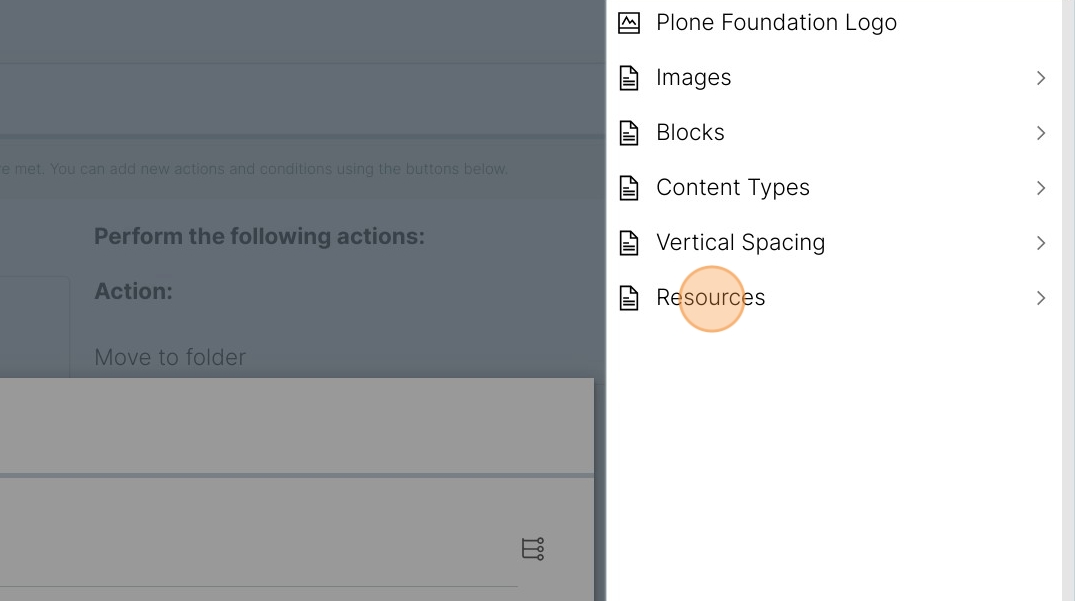 Plone Foundation Logo
Images
Blocks
Content Types
Vertical Spacing
Resources
met. You can add new actions and conditions using the buttons below.
Perform the following actions:
Action:
Move to folder